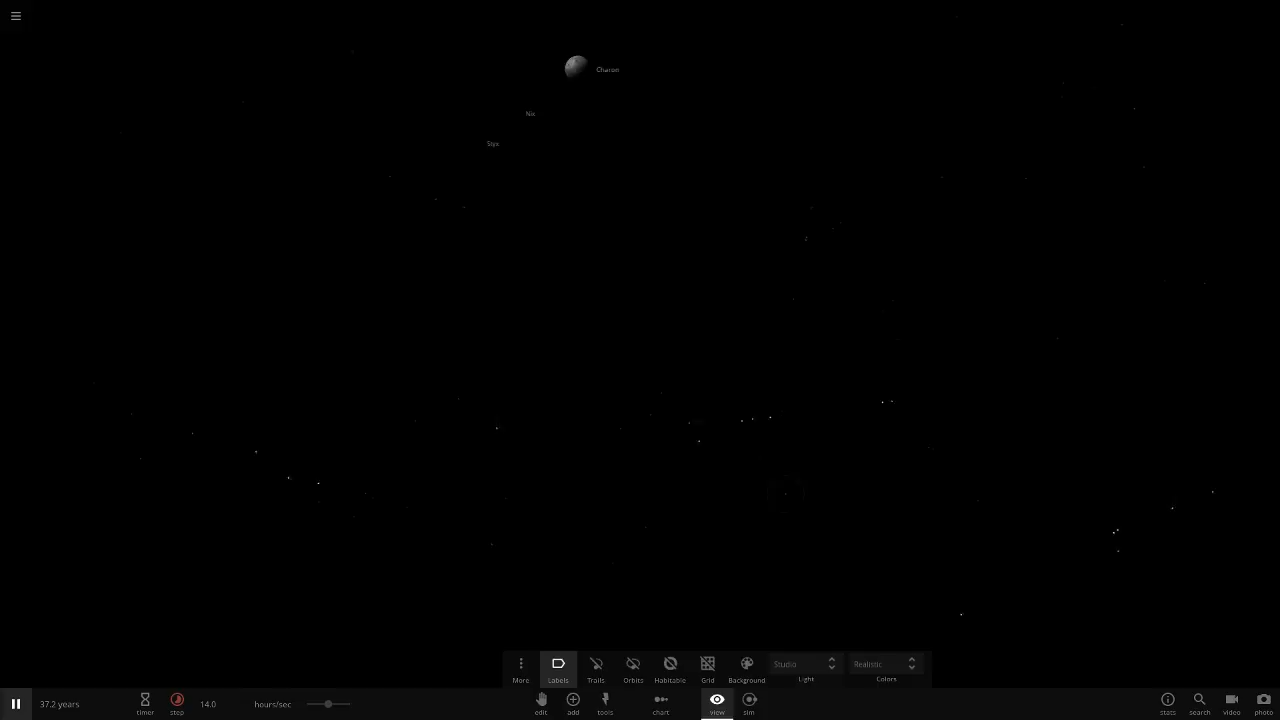 Charon
Nix
Styx
More
Labels
Trails
Orbits
Habitable
Grid
Background
Studio
Light
Realistic
Colors
37.2 years
timer
step
14.0
hours/sec
edit
add
tools
chart
view
sim
stats
search
video
photo